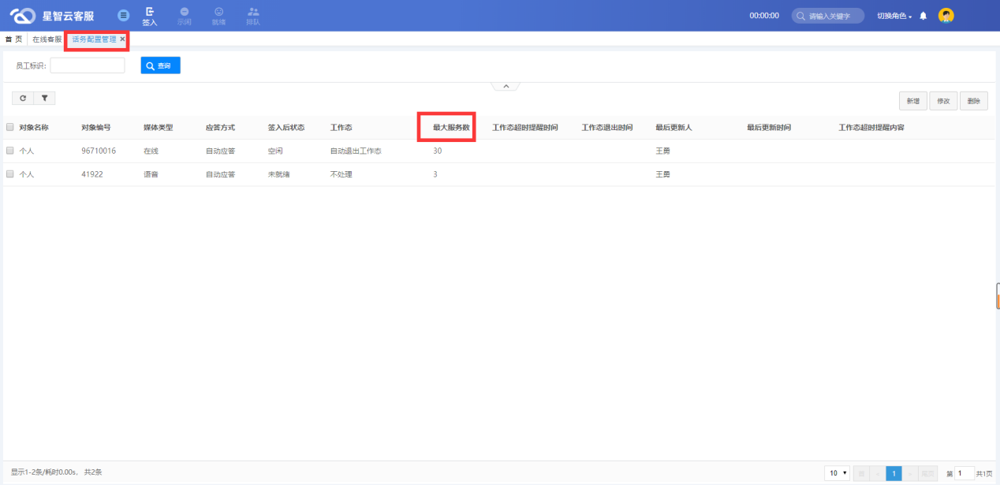 星智云客服 签入 示闲 就绪 排队 00:00:00 请输入关键字 切换角色
首 页 在线客服 话务配置管理 ✕
员工标识: 查询
新增 修改 删除
对象名称 对象编号 媒体类型 应答方式 签入后状态 工作态 最大服务数 工作态超时提醒时间 工作态退出时间 最后更新人 最后更新时间 工作态超时提醒内容
个人 96710016 在线 自动应答 空闲 自动退出工作态 30 王勇
个人 41922 语音 自动应答 未就绪 不处理 3 王勇
显示1-2条/耗时0.00s, 共2条 10 1 尾页 第 1 共1页